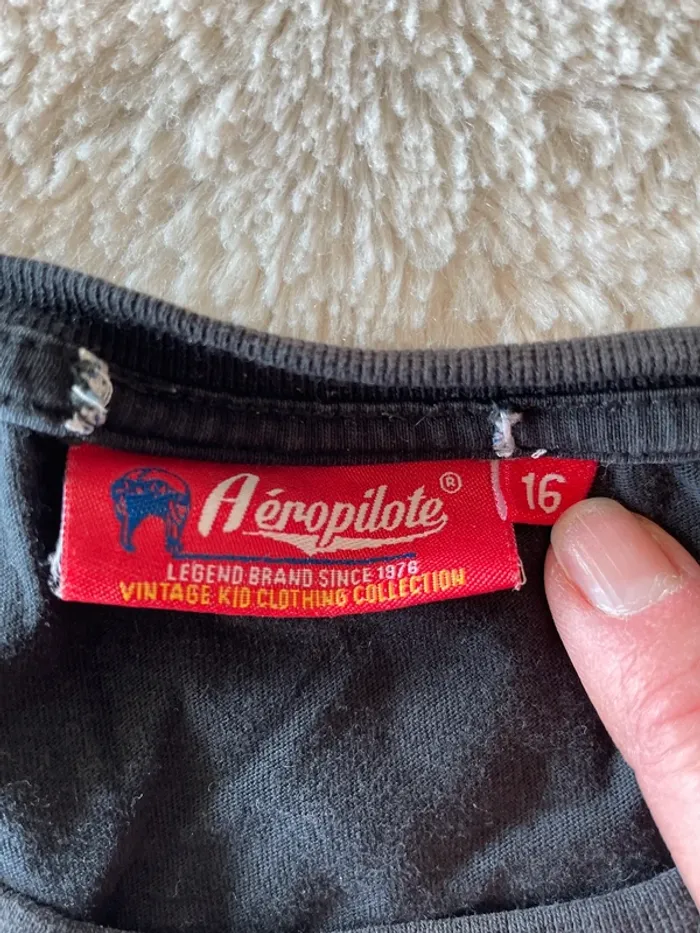 Aéropilote®
16
LEGEND BRAND SINCE 1976
VINTAGE KID CLOTHING COLLECTION